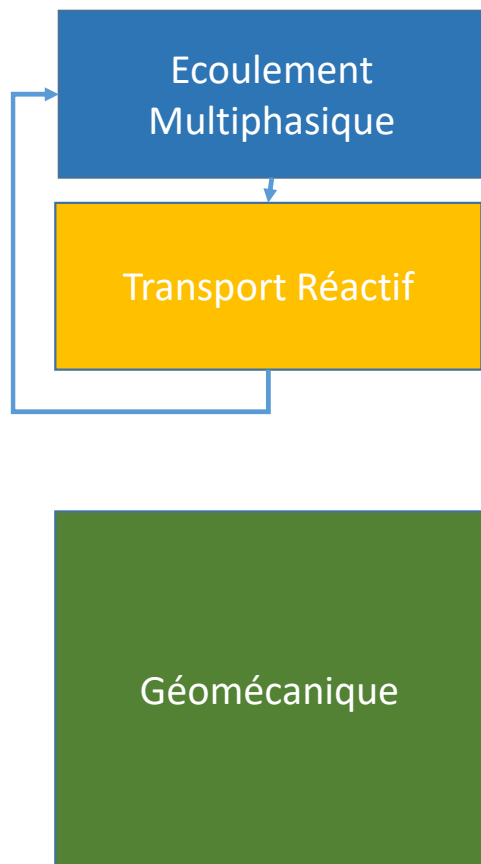 Ecoulement
Multiphasique
Transport Réactif
Géomécanique